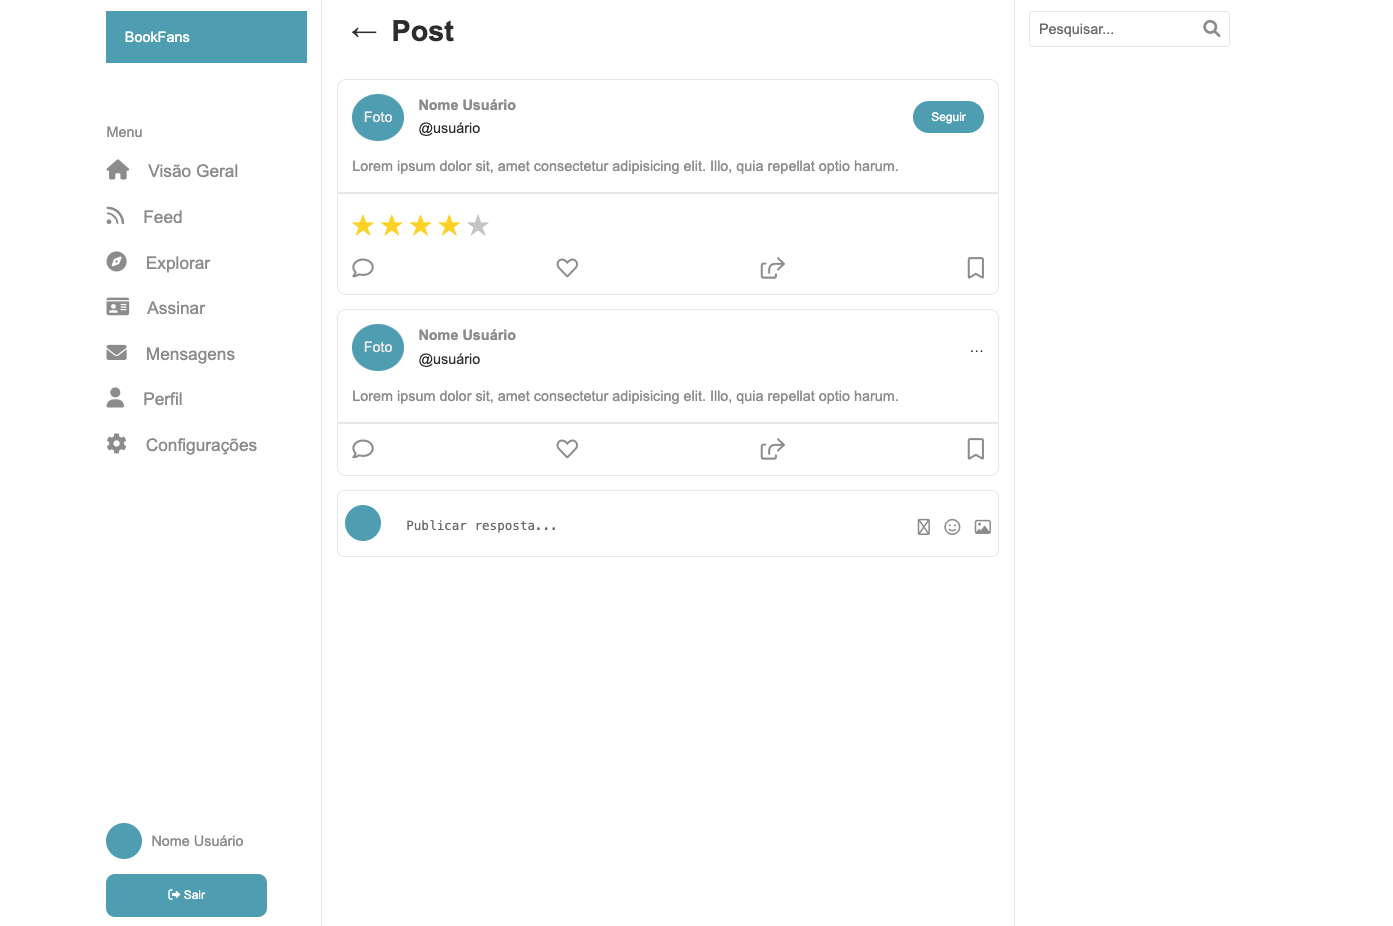 BookFans
Menu
Visão Geral
Feed
Explorar
Assinar
Mensagens
Perfil
Configurações
Nome Usuário
Sair
← Post
Foto
Nome Usuário
@usuário
Seguir
Lorem ipsum dolor sit, amet consectetur adipisicing elit. Illo, quia repellat optio harum.
Foto
Nome Usuário
@usuário
...
Lorem ipsum dolor sit, amet consectetur adipisicing elit. Illo, quia repellat optio harum.
Publicar resposta...
Pesquisar...